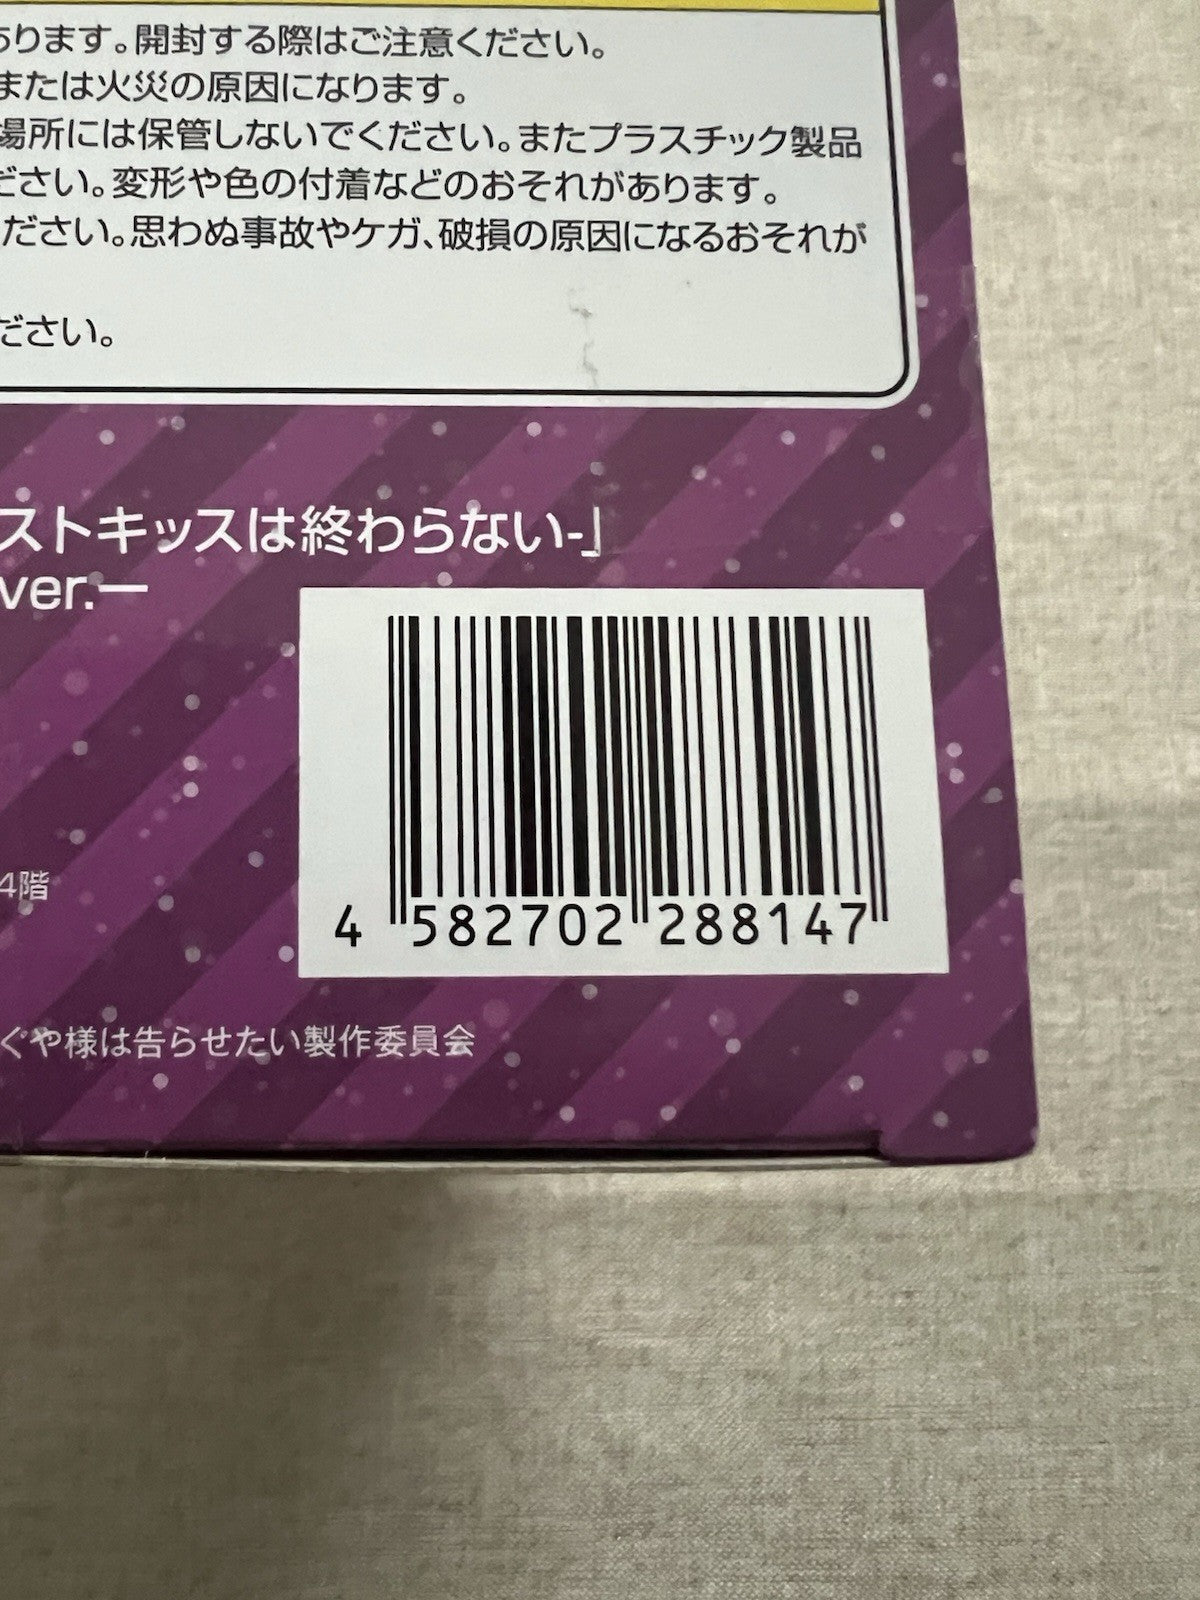 あります。開封する際はご注意ください。
または火災の原因になります。
場所には保管しないでください。またプラスチック製品
ださい。変形や色の付着などのおそれがあります。
ださい。思わぬ事故やケガ、破損の原因になるおそれが
ださい。
ストキッスは終わらない-」
ver.ー
4 582702 288147
4階
ぐや様は告らせたい製作委員会